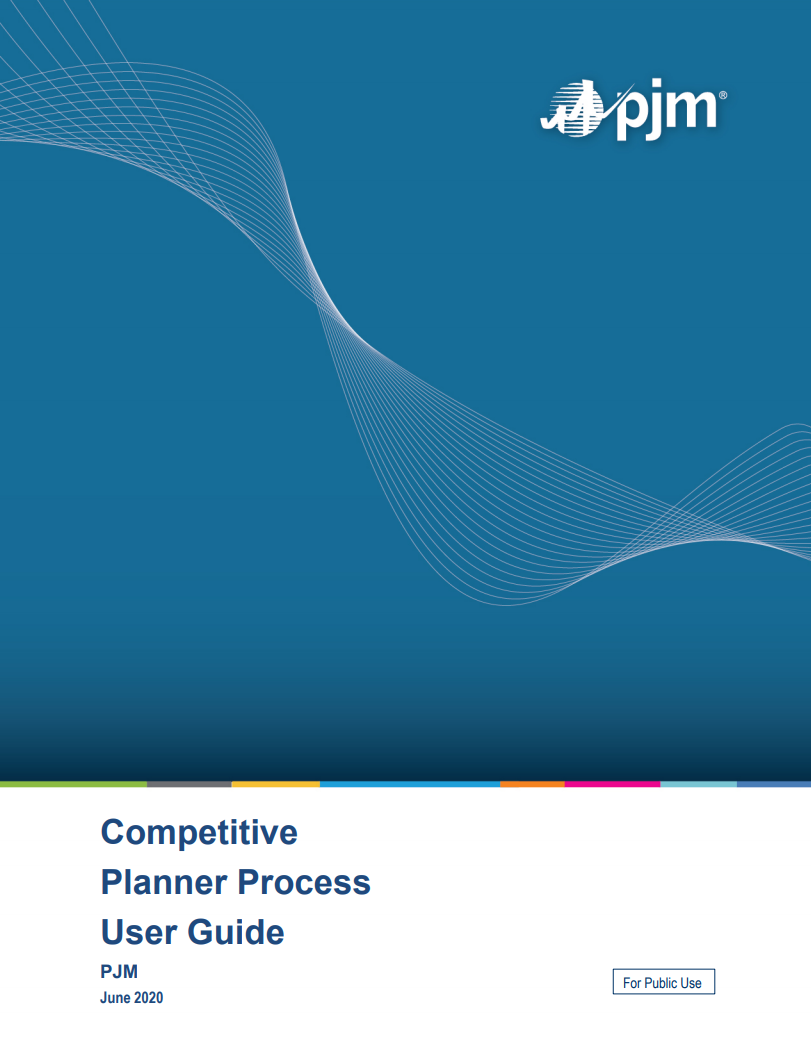 pjm®
Competitive
Planner Process
User Guide
PJM
June 2020
For Public Use